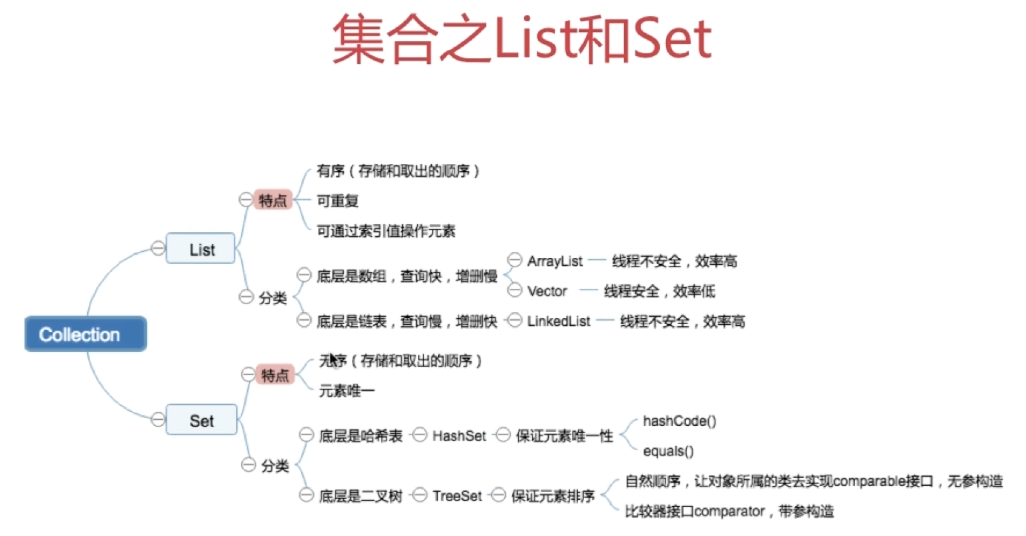 集合之List和Set
Collection
List
特点
有序（存储和取出的顺序）
可重复
可通过索引值操作元素
分类
底层是数组，查询快，增删慢
ArrayList
线程不安全，效率高
Vector
线程安全，效率低
底层是链表，查询慢，增删快
LinkedList
线程不安全，效率高
Set
特点
无序（存储和取出的顺序）
元素唯一
分类
底层是哈希表
HashSet
保证元素唯一性
hashCode()
equals()
底层是二叉树
TreeSet
保证元素排序
自然顺序，让对象所属的类去实现comparable接口，无参构造
比较器接口comparator，带参构造